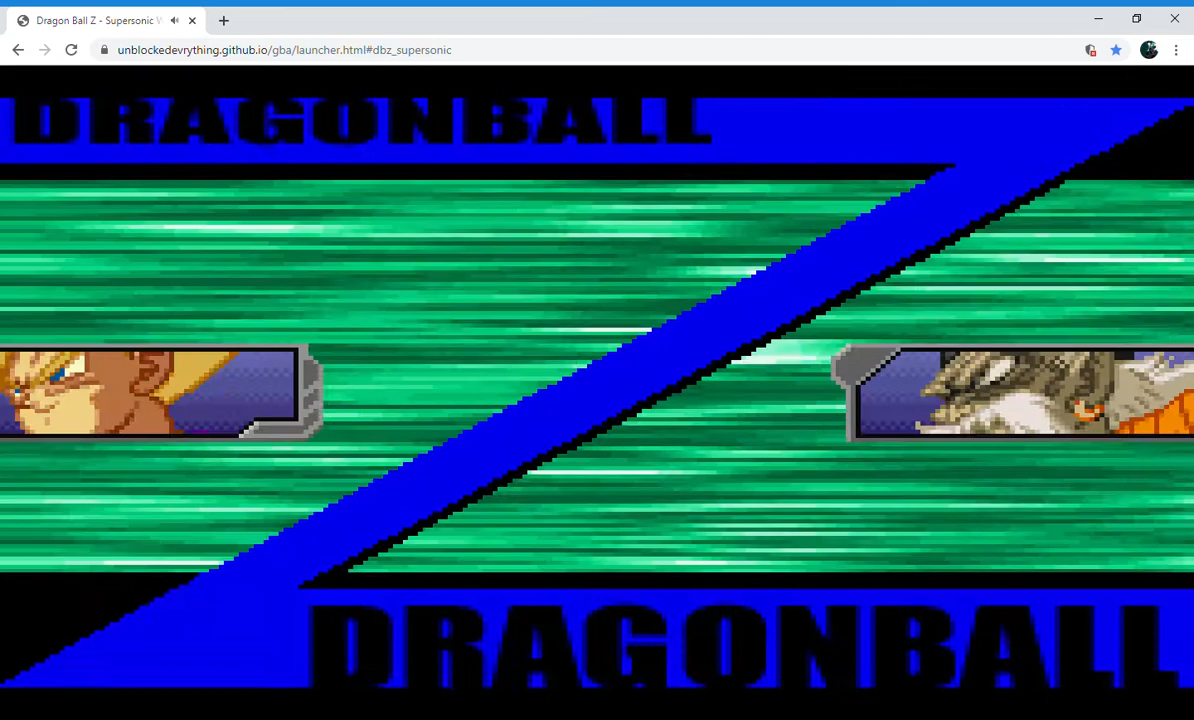 Dragon Ball Z - Supersonic W
unblockedevrything.github.io/gba/launcher.html#dbz_supersonic
DRAGONBALL
DRAGONBALL